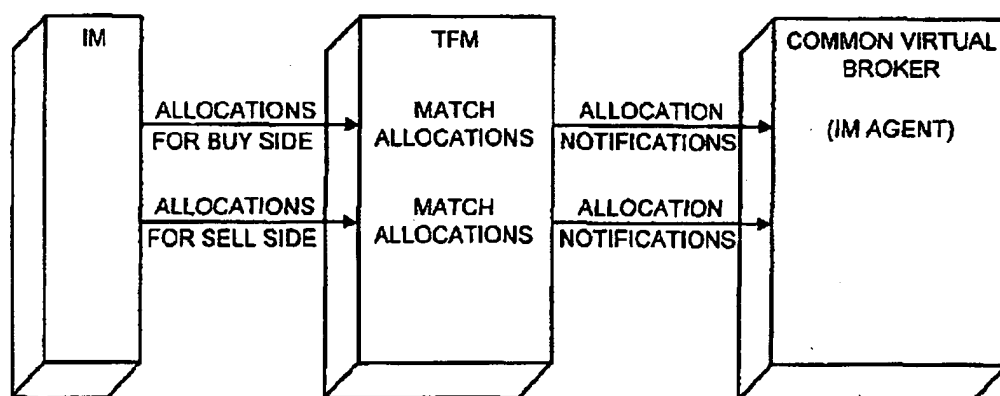 IM
TFM
COMMON VIRTUAL
BROKER
(IM AGENT)
ALLOCATIONS
FOR BUY SIDE
MATCH
ALLOCATIONS
ALLOCATION
NOTIFICATIONS
ALLOCATIONS
FOR SELL SIDE
MATCH
ALLOCATIONS
ALLOCATION
NOTIFICATIONS